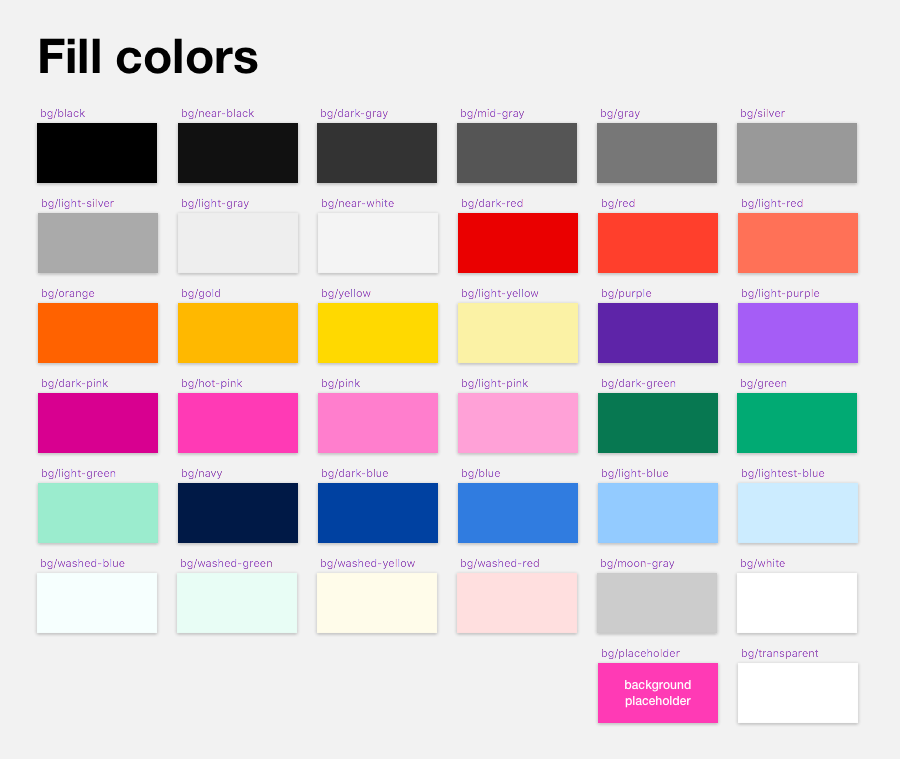 Fill colors
bg/black
bg/near-black
bg/dark-gray
bg/mid-gray
bg/gray
bg/silver
bg/light-silver
bg/light-gray
bg/near-white
bg/dark-red
bg/red
bg/light-red
bg/orange
bg/gold
bg/yellow
bg/light-yellow
bg/purple
bg/light-purple
bg/dark-pink
bg/hot-pink
bg/pink
bg/light-pink
bg/dark-green
bg/green
bg/light-green
bg/navy
bg/dark-blue
bg/blue
bg/light-blue
bg/lightest-blue
bg/washed-blue
bg/washed-green
bg/washed-yellow
bg/washed-red
bg/moon-gray
bg/white
bg/placeholder
bg/transparent
background
placeholder